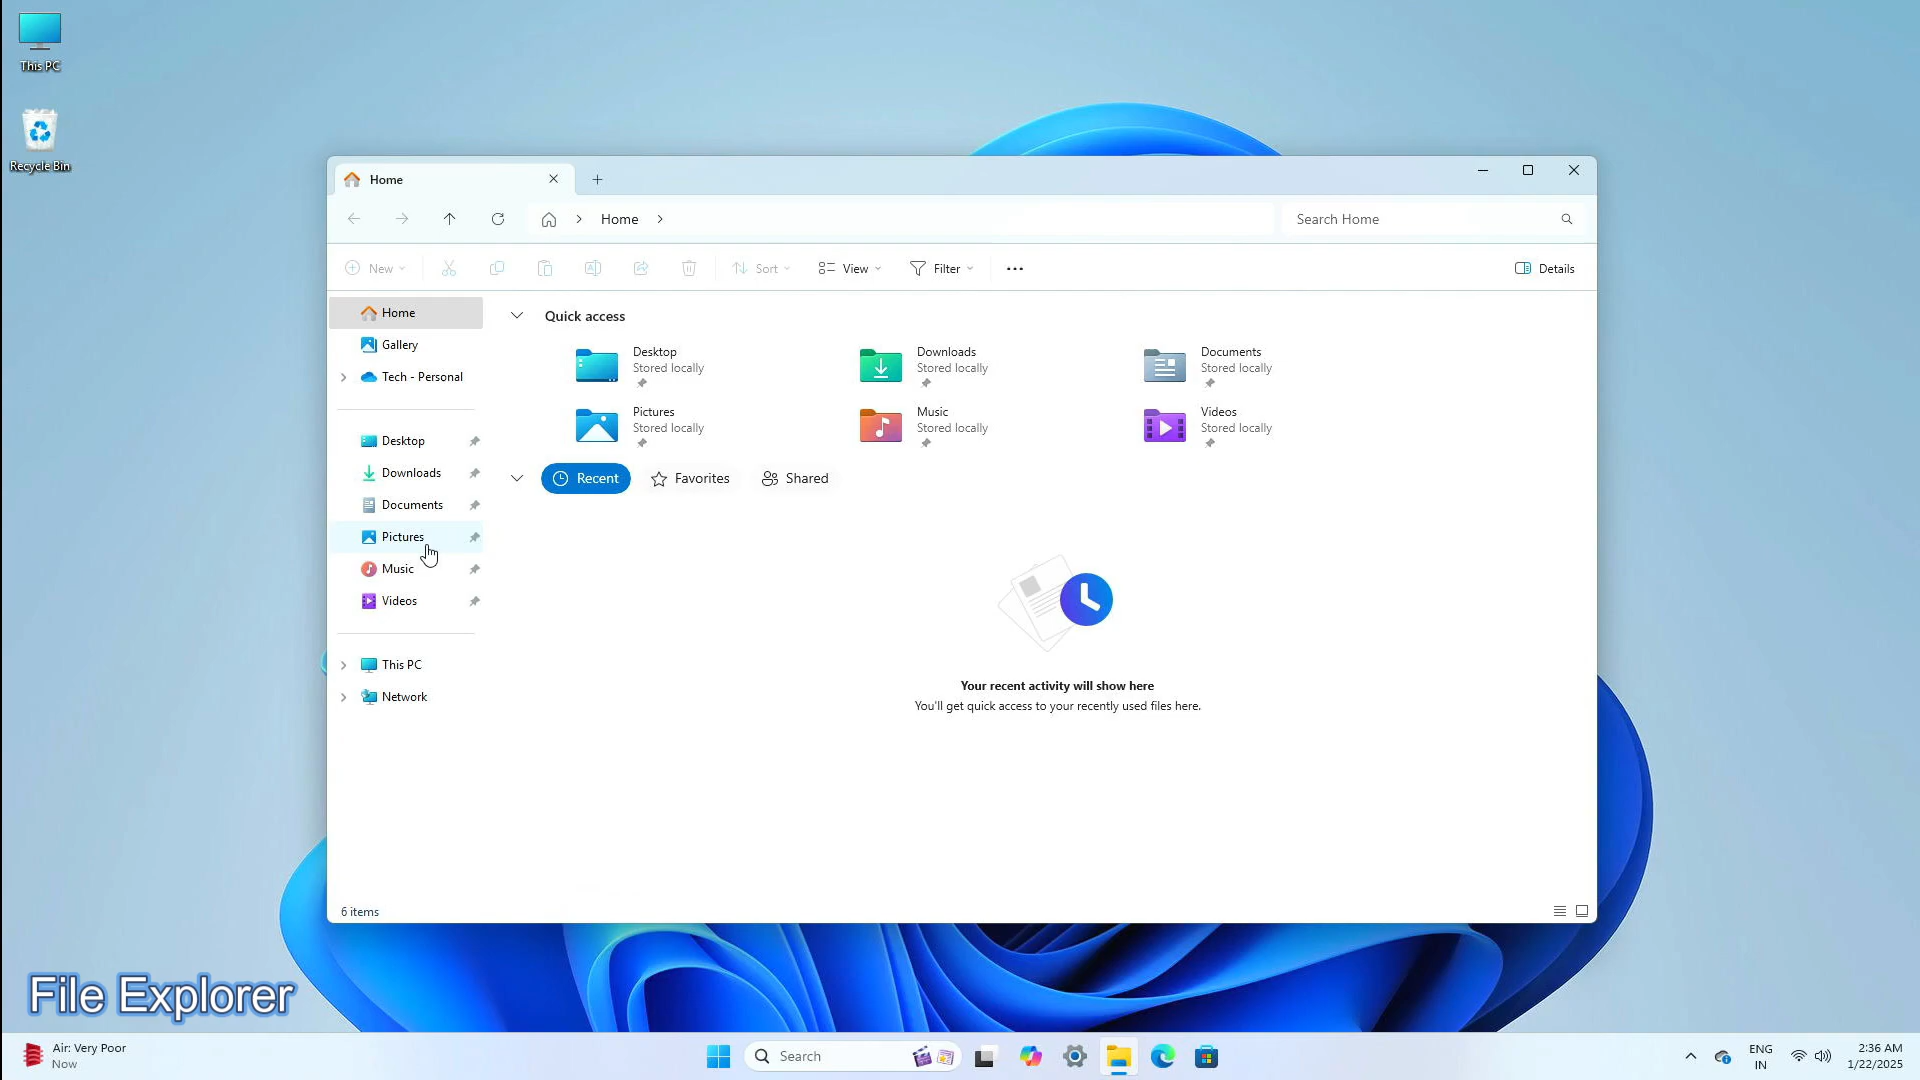 This PC
Recycle Bin
Home
Home
Search Home
New
Sort
View
Filter
Details
Home
Gallery
Tech - Personal
Desktop
Downloads
Documents
Pictures
Music
Videos
This PC
Network
Quick access
Desktop
Stored locally
Downloads
Stored locally
Documents
Stored locally
Pictures
Stored locally
Music
Stored locally
Videos
Stored locally
Recent
Favorites
Shared
Your recent activity will show here
You'll get quick access to your recently used files here.
6 items
File Explorer
Air: Very Poor
Now
Search
ENG
IN
2:36 AM
1/22/2025